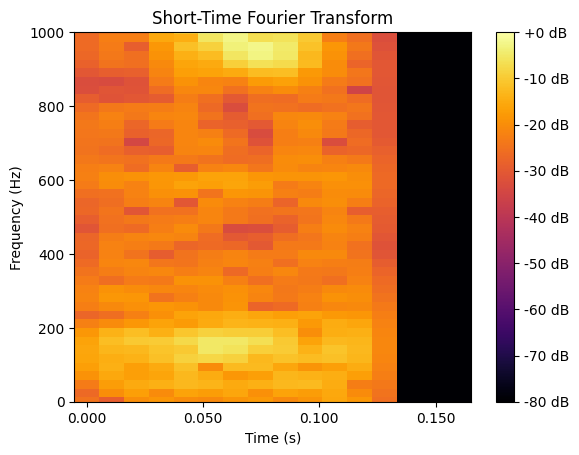 Short-Time Fourier Transform
1000
800
600
400
200
0
Frequency (Hz)
0.000
0.050
0.100
0.150
Time (s)
+0 dB
-10 dB
-20 dB
-30 dB
-40 dB
-50 dB
-60 dB
-70 dB
-80 dB